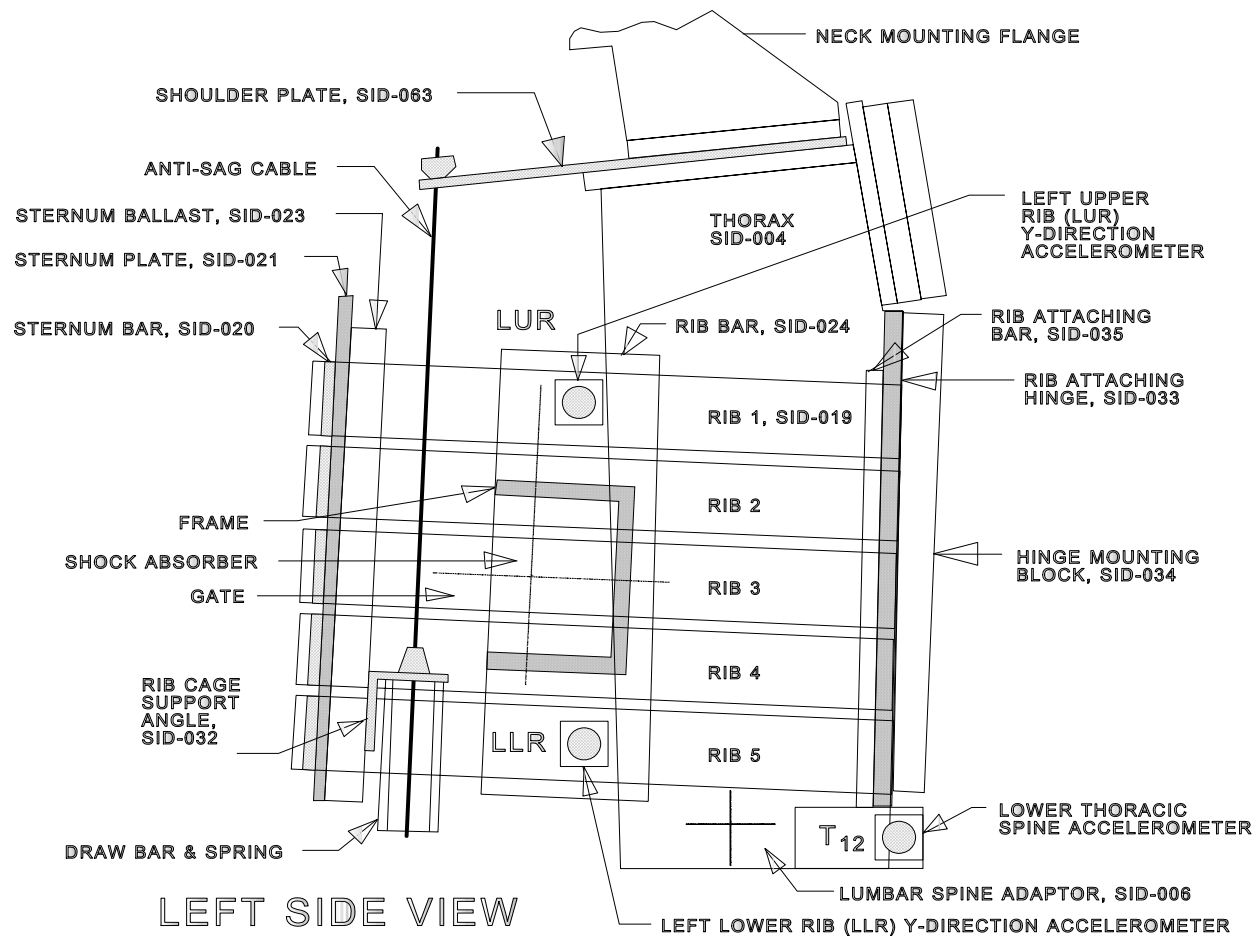 NECK MOUNTING FLANGE
SHOULDER PLATE, SID-063
ANTI-SAG CABLE
STERNUM BALLAST, SID-023
STERNUM PLATE, SID-021
STERNUM BAR, SID-020
THORAX
SID-004
LEFT UPPER
RIB (LUR)
Y-DIRECTION
ACCELEROMETER
LUR
RIB BAR, SID-024
RIB ATTACHING
BAR, SID-035
RIB ATTACHING
HINGE, SID-033
RIB 1, SID-019
RIB 2
FRAME
SHOCK ABSORBER
GATE
RIB 3
HINGE MOUNTING
BLOCK, SID-034
RIB 4
RIB CAGE
SUPPORT
ANGLE,
SID-032
LLR
RIB 5
LOWER THORACIC
SPINE ACCELEROMETER
T12
DRAW BAR & SPRING
LUMBAR SPINE ADAPTOR, SID-006
LEFT SIDE VIEW
LEFT LOWER RIB (LLR) Y-DIRECTION ACCELEROMETER